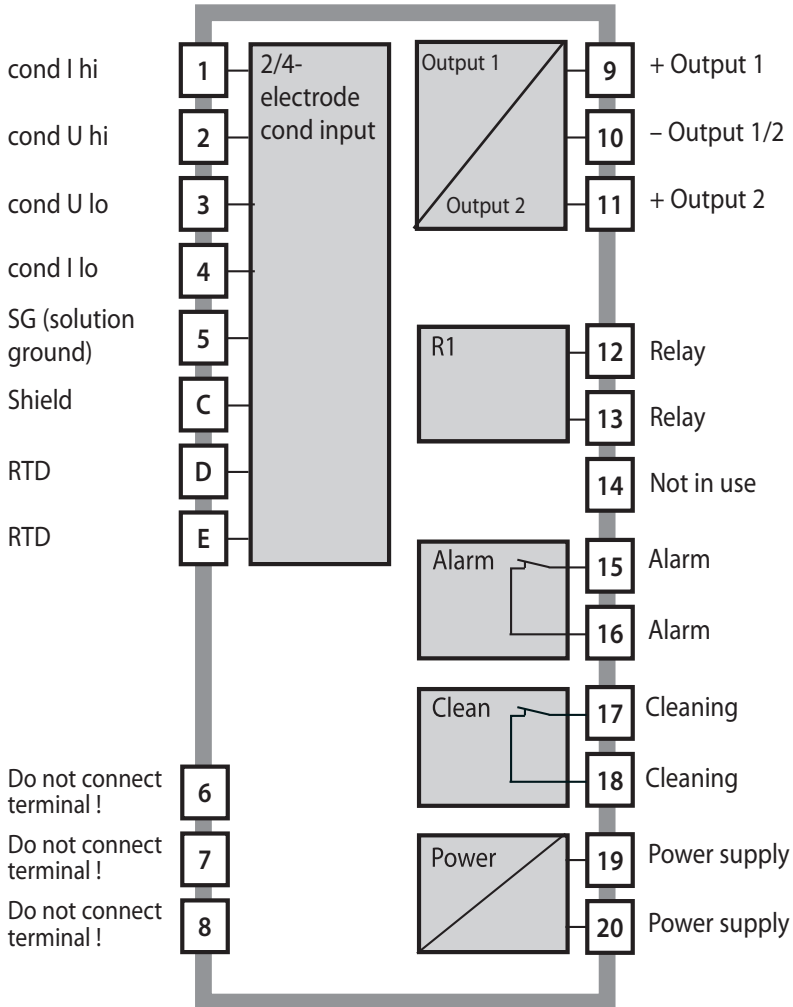 cond I hi
1
2/4-
electrode
cond input
cond U hi
2
cond U lo
3
cond I lo
4
SG (solution
ground)
5
Shield
C
RTD
D
RTD
E
Do not connect
terminal !
6
Do not connect
terminal !
7
Do not connect
terminal !
8
Output 1
Output 2
9
+ Output 1
10
– Output 1/2
11
+ Output 2
R1
12
Relay
13
Relay
14
Not in use
Alarm
15
Alarm
16
Alarm
Clean
17
Cleaning
18
Cleaning
Power
19
Power supply
20
Power supply